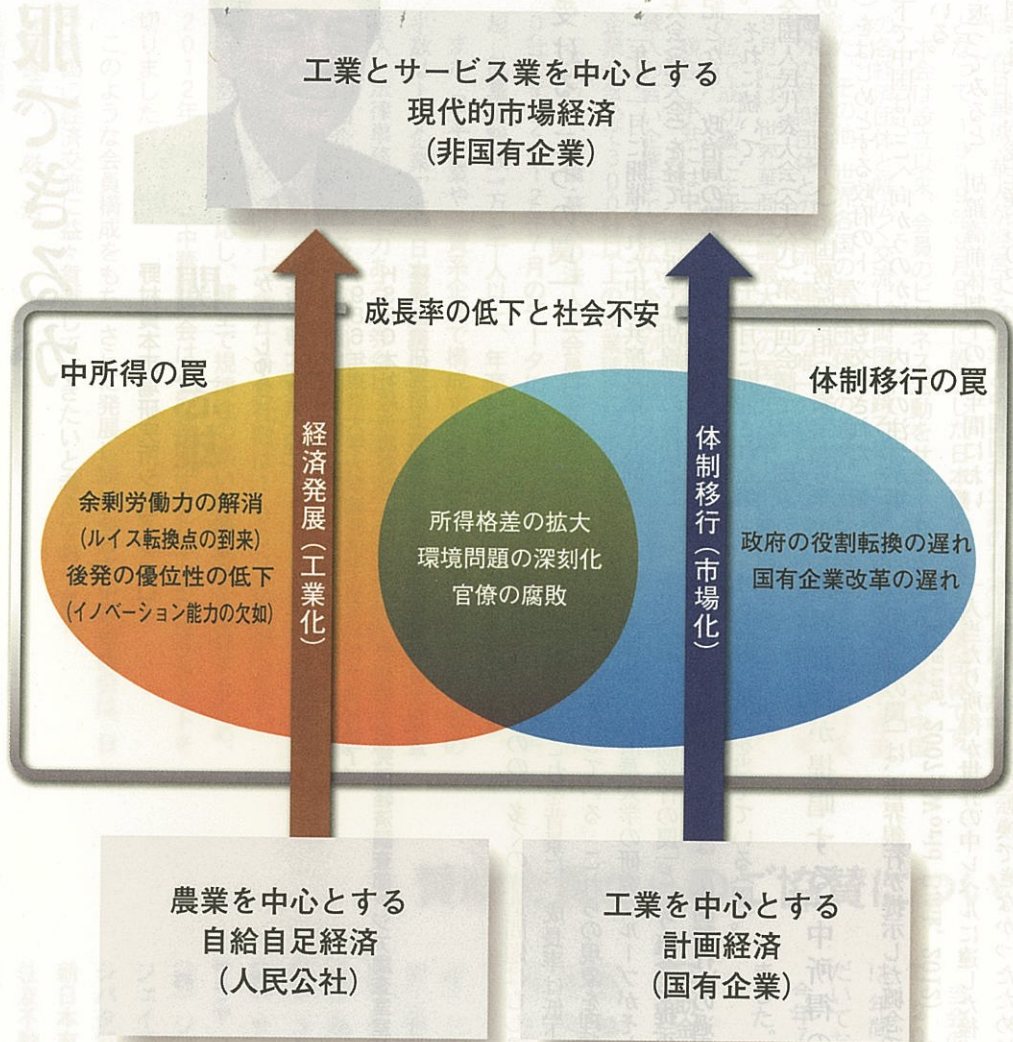 工業とサービス業を中心とする
現代的市場経済
(非国有企業)
成長率の低下と社会不安
中所得の罠
体制移行の罠
経済発展(工業化)
体制移行(市場化)
余剰労働力の解消
(ルイス転換点の到来)
後発の優位性の低下
(イノベーション能力の欠如)
所得格差の拡大
環境問題の深刻化
官僚の腐敗
政府の役割転換の遅れ
国有企業改革の遅れ
農業を中心とする
自給自足経済
(人民公社)
工業を中心とする
計画経済
(国有企業)